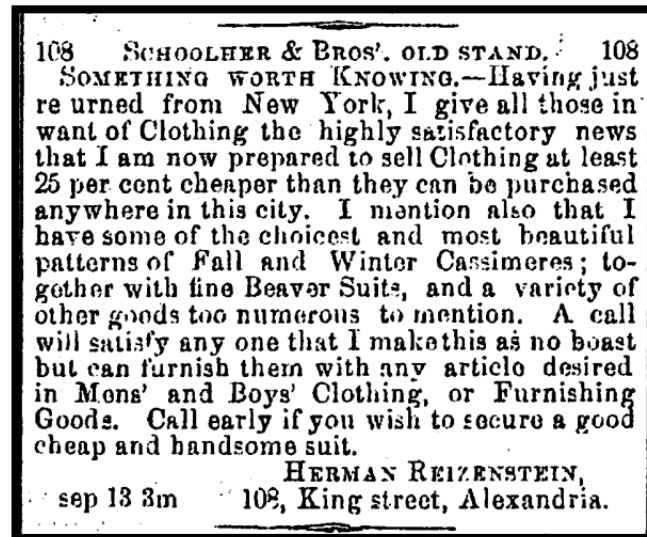 108 SCHOOLHER & BROS'. OLD STAND. 108
SOMETHING WORTH KNOWING.—Having just
re urned from New York, I give all those in
want of Clothing the highly satisfactory news
that I am now prepared to sell Clothing at least
25 per cent cheaper than they can be purchased
anywhere in this city. I mention also that I
have some of the choicest and most beautiful
patterns of Fall and Winter Cassimeres; to-
gether with fine Beaver Suits, and a variety of
other goods too numerous to mention. A call
will satisfy any one that I make this as no boast
but can furnish them with any article desired
in Mens' and Boys' Clothing, or Furnishing
Goods. Call early if you wish to secure a good
cheap and handsome suit.
HERMAN REIZENSTEIN,
sep 13 3m 108, King street, Alexandria.